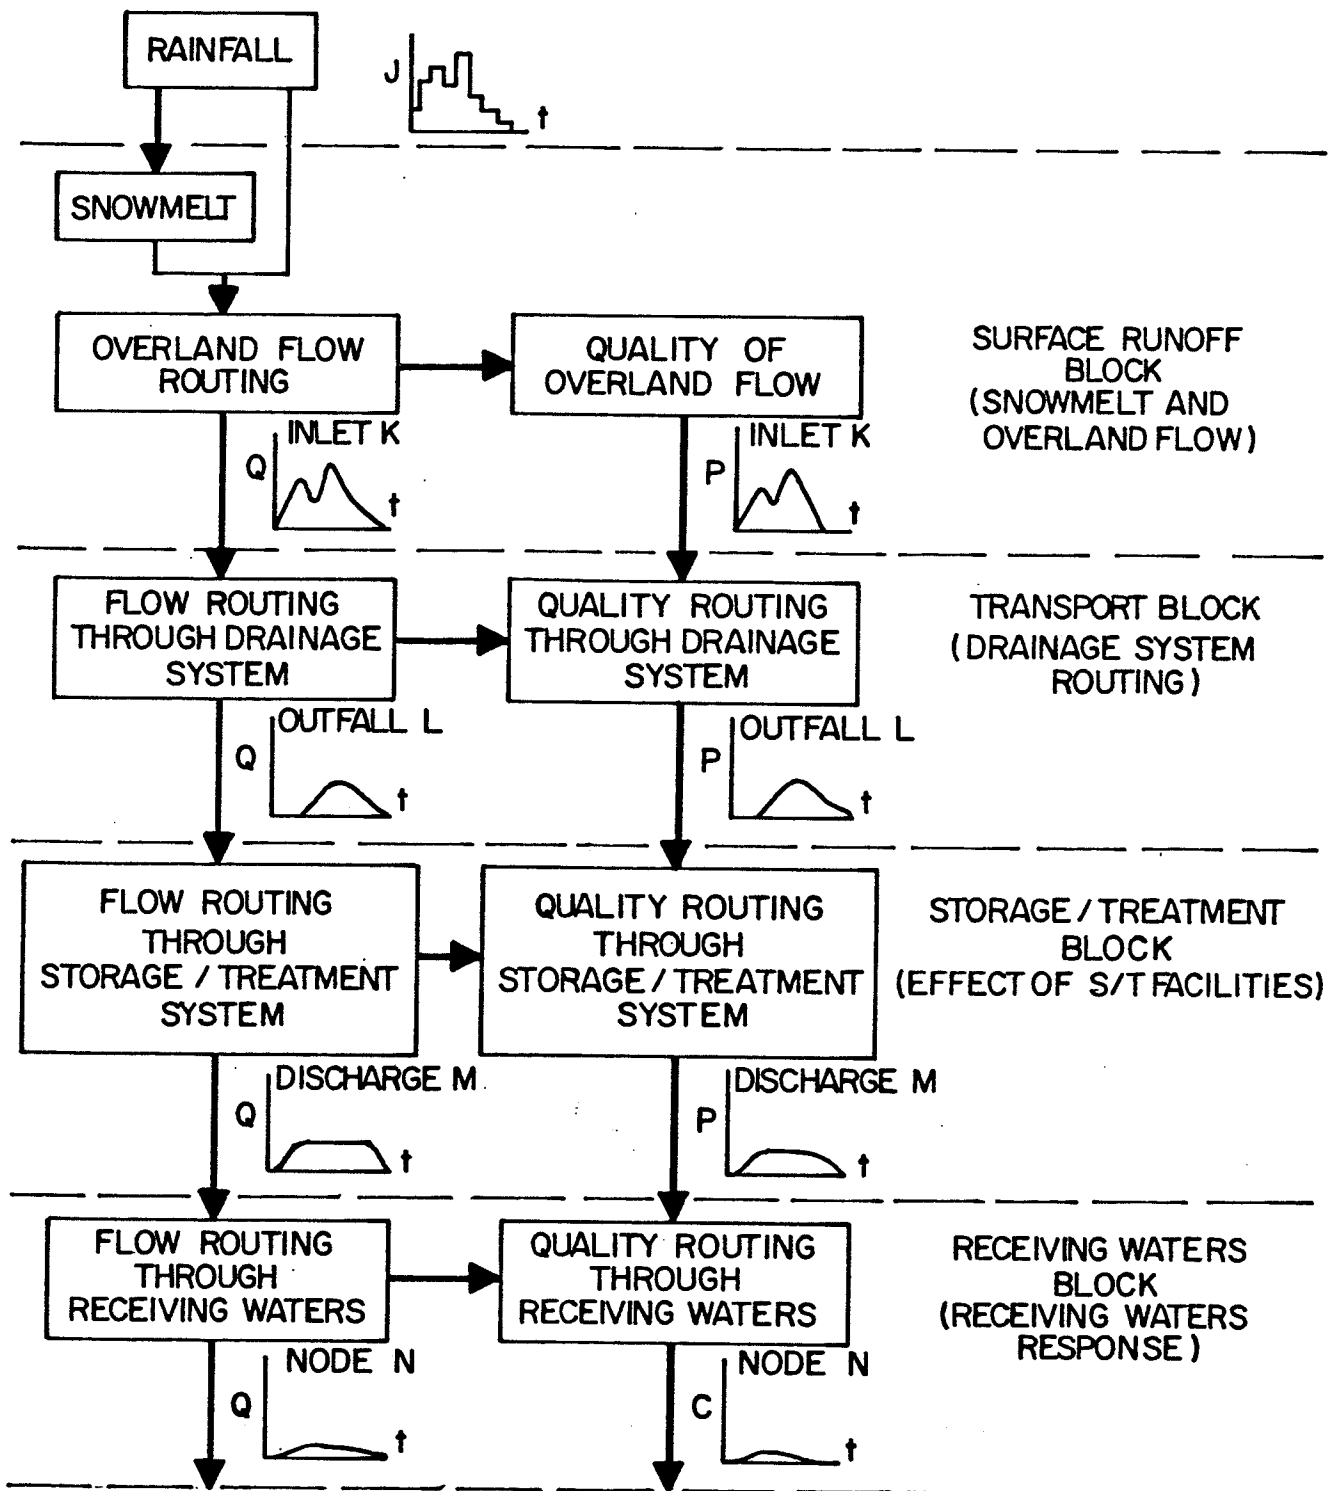 RAINFALL
J
t
SNOWMELT
OVERLAND FLOW
ROUTING
QUALITY OF
OVERLAND FLOW
SURFACE RUNOFF
BLOCK
(SNOWMELT AND
OVERLAND FLOW)
INLET K
Q
t
INLET K
P
t
FLOW ROUTING
THROUGH DRAINAGE
SYSTEM
QUALITY ROUTING
THROUGH DRAINAGE
SYSTEM
TRANSPORT BLOCK
(DRAINAGE SYSTEM
ROUTING)
OUTFALL L
Q
t
OUTFALL L
P
t
FLOW ROUTING
THROUGH
STORAGE / TREATMENT
SYSTEM
QUALITY ROUTING
THROUGH
STORAGE / TREATMENT
SYSTEM
STORAGE / TREATMENT
BLOCK
(EFFECT OF S/T FACILITIES)
DISCHARGE M
Q
t
DISCHARGE M
P
t
FLOW ROUTING
THROUGH
RECEIVING WATERS
QUALITY ROUTING
THROUGH
RECEIVING WATERS
RECEIVING WATERS
BLOCK
(RECEIVING WATERS
RESPONSE)
NODE N
Q
t
NODE N
C
t